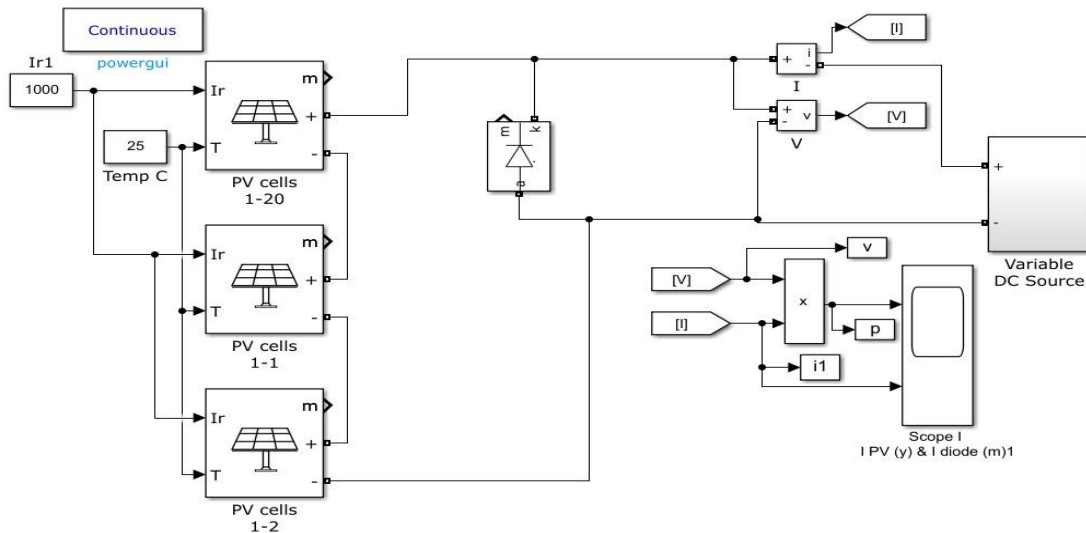 Continuous
powergui
Ir1
1000
25
Temp C
Ir
T
m
+
-
PV cells
1-20
Ir
T
m
+
-
PV cells
1-1
Ir
T
m
+
-
PV cells
1-2
m
k
a
+
i
-
I
[I]
+
-
v
V
[V]
+
-
Variable
DC Source
[V]
[I]
x
v
p
i1
Scope I
I PV (y) & I diode (m)1